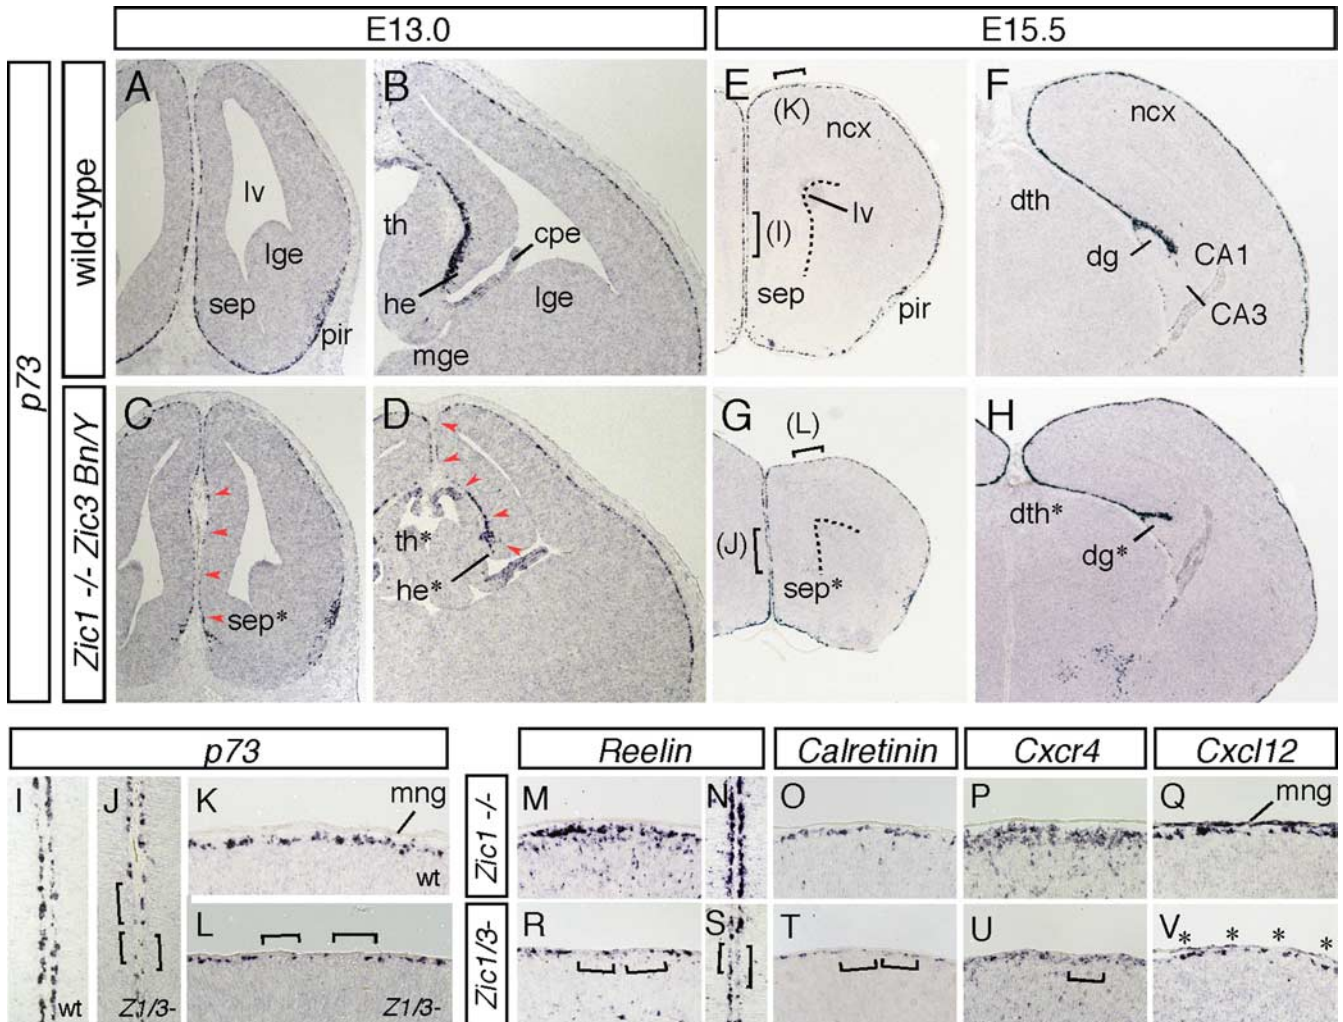 E13.0
E15.5
p73
wild-type
A
lv
lge
sep
pir
B
th
cpe
he
lge
mge
E
(K)
ncx
lv
(I)
sep
pir
F
ncx
dth
dg
CA1
CA3
Zic1 -/- Zic3 Bn/Y
C
sep*
D
th*
he*
G
(L)
(J)
sep*
H
dth*
dg*
p73
Reelin
Calretinin
Cxcr4
Cxcl12
I
wt
J
Z1/3-
K
mng
wt
L
Z1/3-
Zic1 -/-
M
N
O
P
Q
mng
Zic1/3-
R
S
T
U
V
* * * *